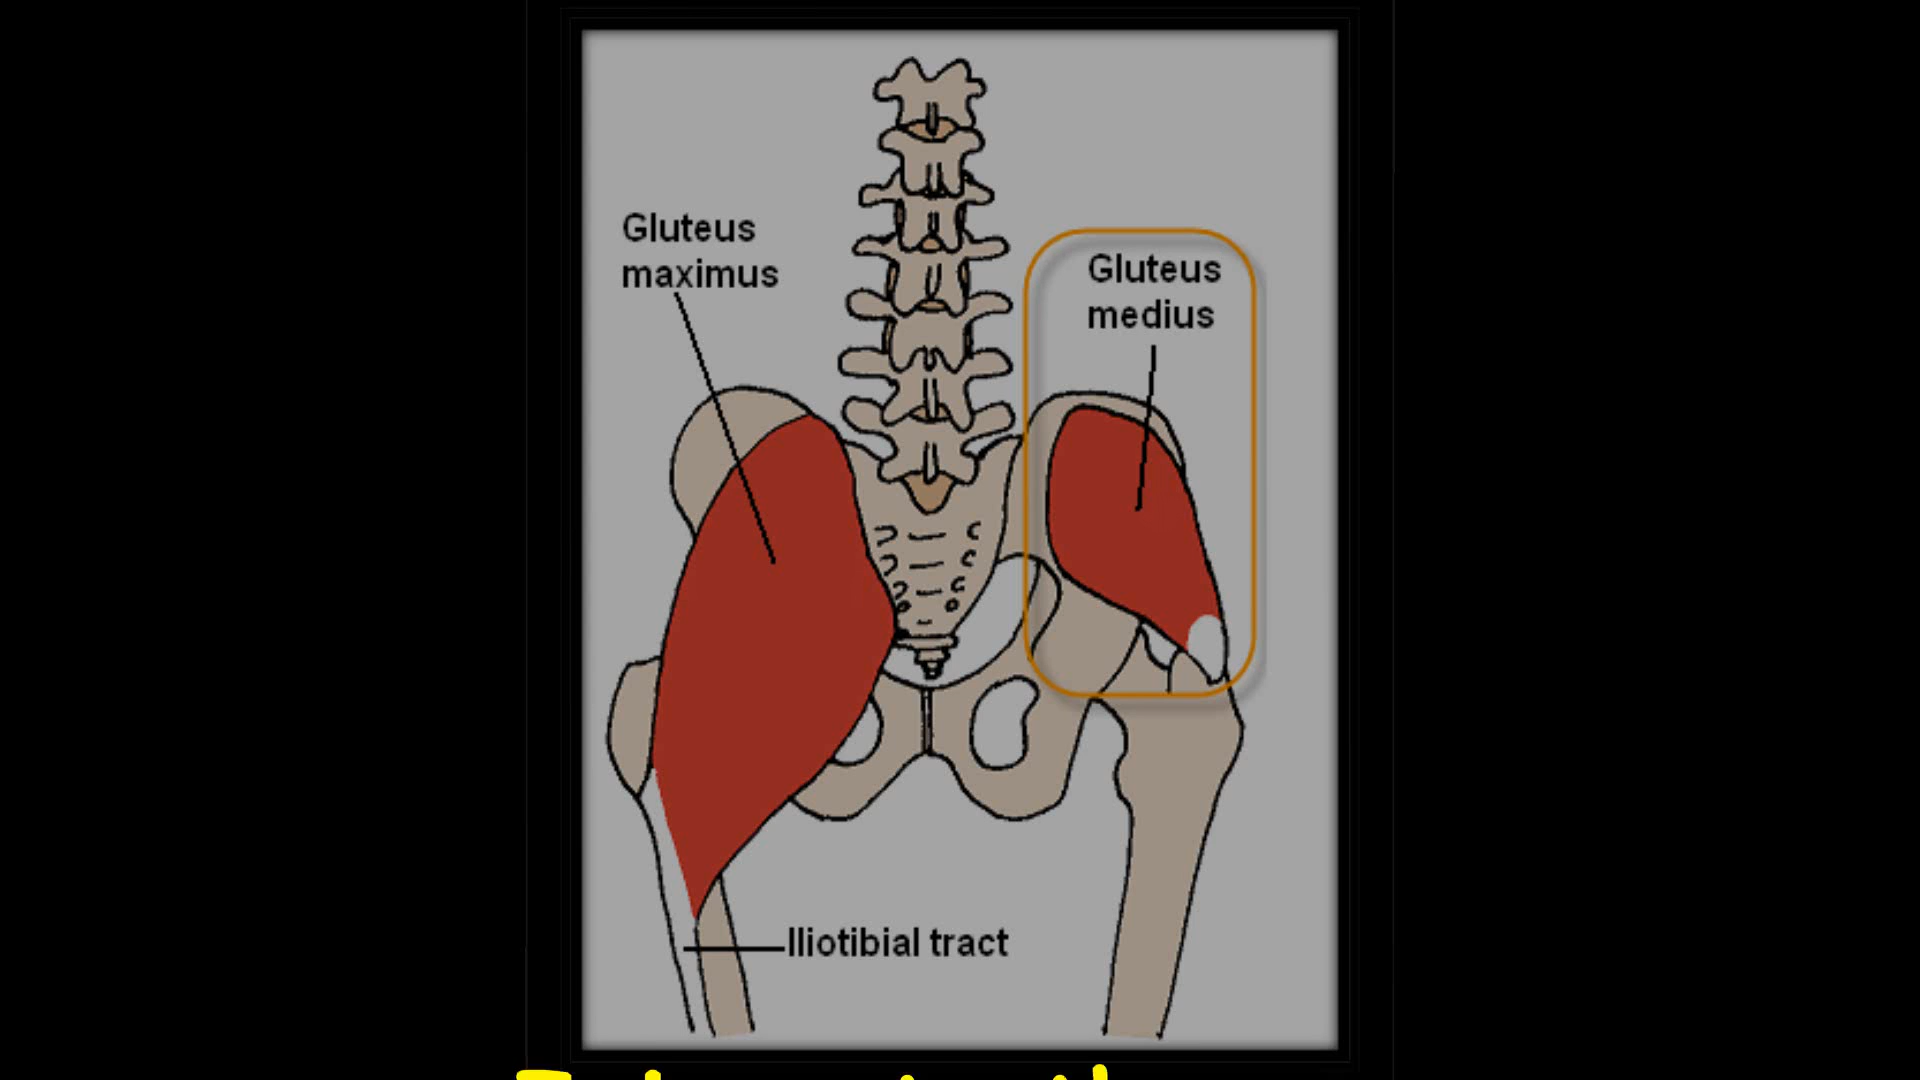 Gluteus
maximus
Gluteus
medius
Iliotibial tract